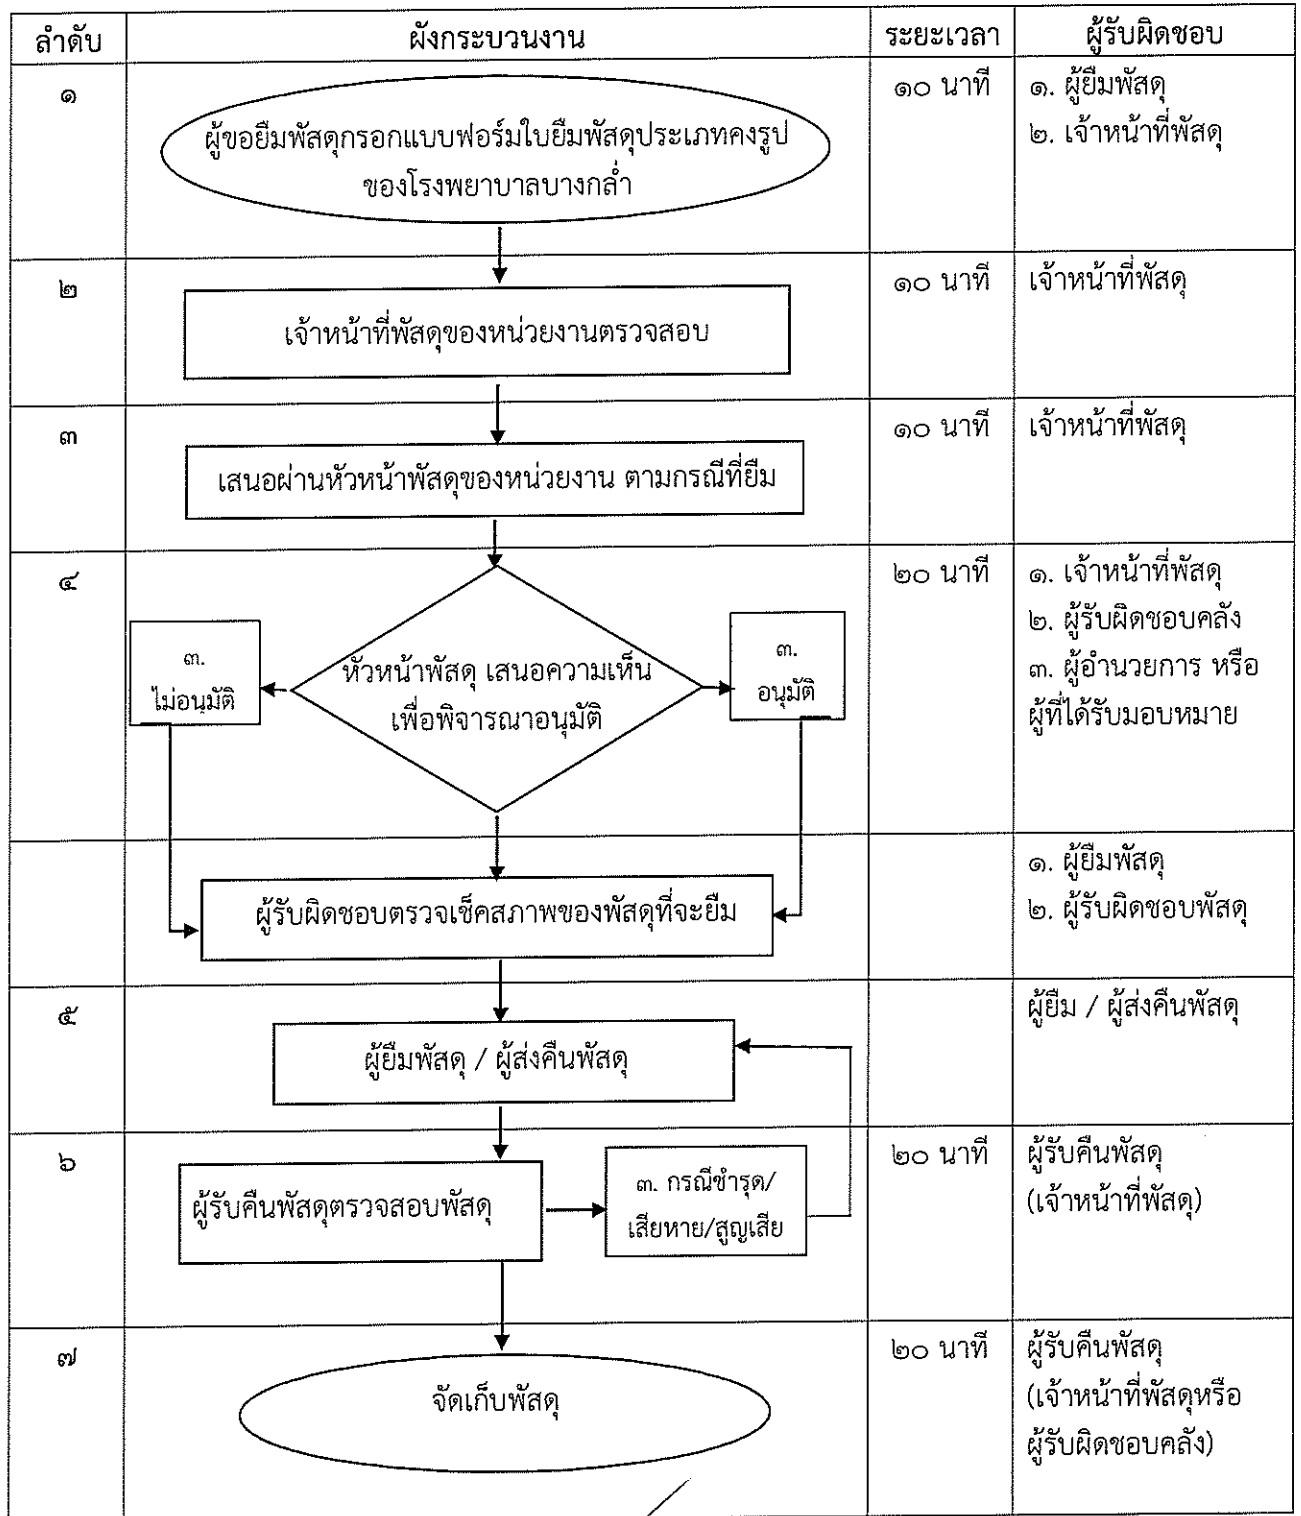 ลำดับ
ผังกระบวนงาน
ระยะเวลา
ผู้รับผิดชอบ
๑
ผู้ขอยืมพัสดุกรอกแบบฟอร์มใบยืมพัสดุประเภทคงรูป
ของโรงพยาบาลบางกล่ำ
๑๐ นาที
๑. ผู้ยืมพัสดุ
๒. เจ้าหน้าที่พัสดุ
๒
เจ้าหน้าที่พัสดุของหน่วยงานตรวจสอบ
๑๐ นาที
เจ้าหน้าที่พัสดุ
๓
เสนอผ่านหัวหน้าพัสดุของหน่วยงาน ตามกรณีที่ยืม
๑๐ นาที
เจ้าหน้าที่พัสดุ
๔
๓.
ไม่อนุมัติ
หัวหน้าพัสดุ เสนอความเห็น
เพื่อพิจารณาอนุมัติ
๓.
อนุมัติ
๒๐ นาที
๑. เจ้าหน้าที่พัสดุ
๒. ผู้รับผิดชอบคลัง
๓. ผู้อำนวยการ หรือ
ผู้ที่ได้รับมอบหมาย
ผู้รับผิดชอบตรวจเช็คสภาพของพัสดุที่จะยืม
๑. ผู้ยืมพัสดุ
๒. ผู้รับผิดชอบพัสดุ
๕
ผู้ยืมพัสดุ / ผู้ส่งคืนพัสดุ
ผู้ยืม / ผู้ส่งคืนพัสดุ
๖
ผู้รับคืนพัสดุตรวจสอบพัสดุ
๓. กรณีชำรุด/
เสียหาย/สูญเสีย
๒๐ นาที
ผู้รับคืนพัสดุ
(เจ้าหน้าที่พัสดุ)
๗
จัดเก็บพัสดุ
๒๐ นาที
ผู้รับคืนพัสดุ
(เจ้าหน้าที่พัสดุหรือ
ผู้รับผิดชอบคลัง)